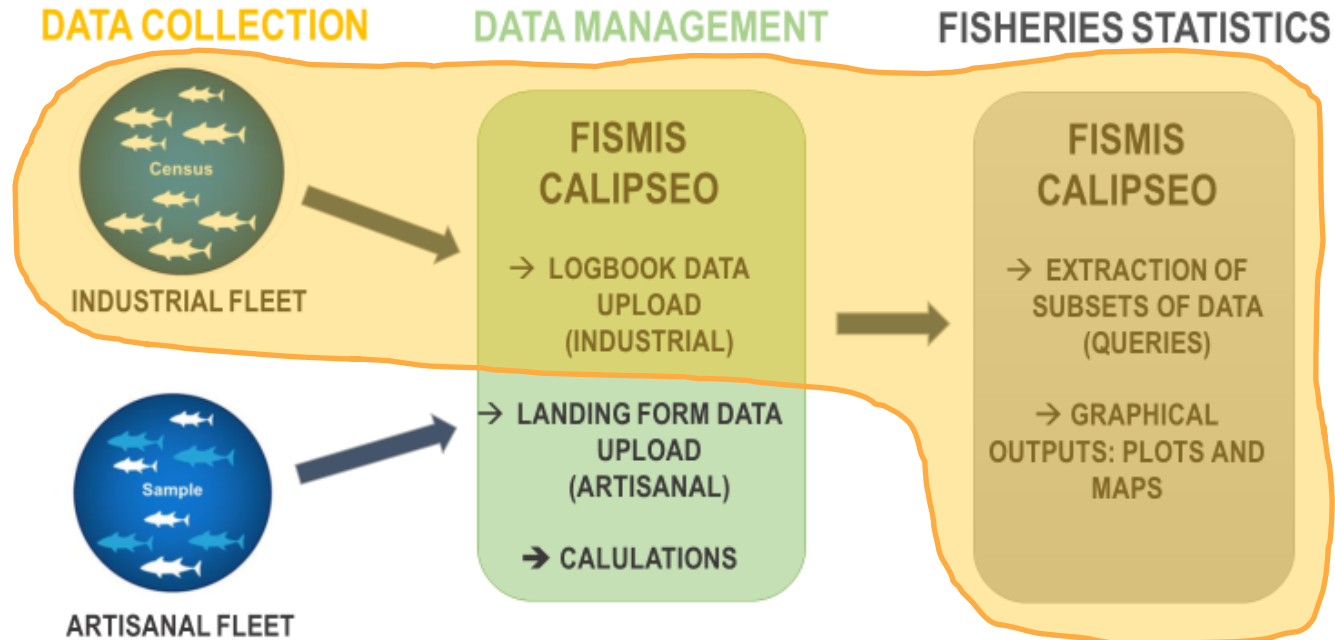 DATA COLLECTION
DATA MANAGEMENT
FISHERIES STATISTICS
Census
INDUSTRIAL FLEET
Sample
ARTISANAL FLEET
FISMIS
CALIPSEO
→ LOGBOOK DATA
UPLOAD
(INDUSTRIAL)
→ LANDING FORM DATA
UPLOAD
(ARTISANAL)
→ CALULATIONS
FISMIS
CALIPSEO
→ EXTRACTION OF
SUBSETS OF DATA
(QUERIES)
→ GRAPHICAL
OUTPUTS: PLOTS AND
MAPS